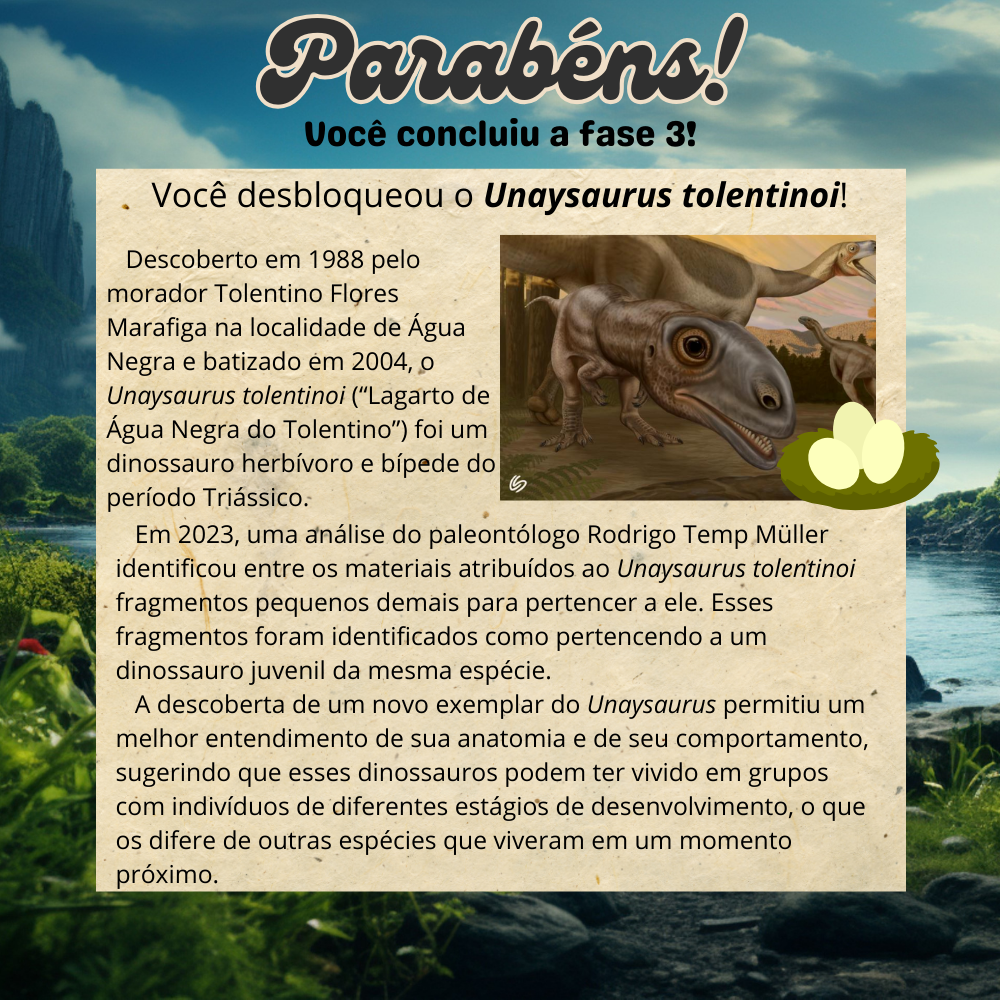 Parabéns!
Você concluiu a fase 3!
Você desbloqueou o Unaysaurus tolentinoi!
Descoberto em 1988 pelo
morador Tolentino Flores
Marafiga na localidade de Água
Negra e batizado em 2004, o
Unaysaurus tolentinoi (“Lagarto de
Água Negra do Tolentino”) foi um
dinossauro herbívoro e bípede do
período Triássico.
Em 2023, uma análise do paleontólogo Rodrigo Temp Müller
identificou entre os materiais atribuídos ao Unaysaurus tolentinoi
fragmentos pequenos demais para pertencer a ele. Esses
fragmentos foram identificados como pertencendo a um
dinossauro juvenil da mesma espécie.
A descoberta de um novo exemplar do Unaysaurus permitiu um
melhor entendimento de sua anatomia e de seu comportamento,
sugerindo que esses dinossauros podem ter vivido em grupos
com indivíduos de diferentes estágios de desenvolvimento, o que
os difere de outras espécies que viveram em um momento
próximo.